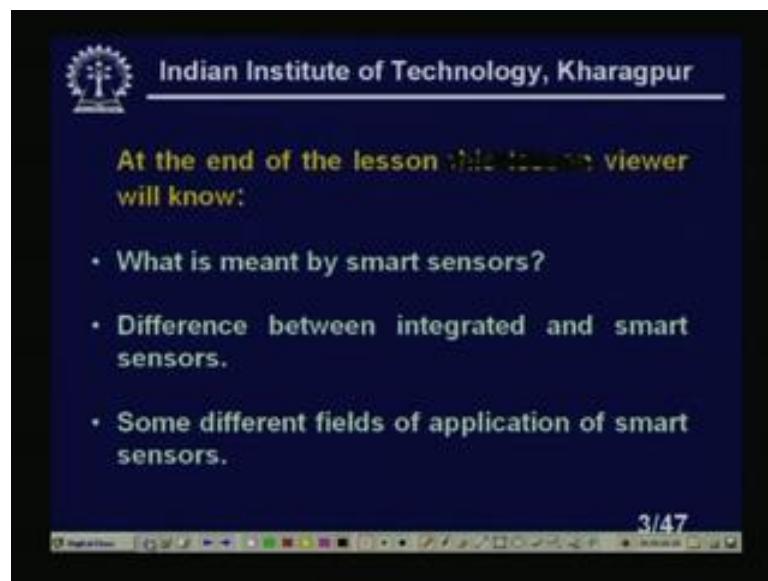 Indian Institute of Technology, Kharagpur
At the end of the lesson viewer
will know:
• What is meant by smart sensors?
• Difference between integrated and smart
sensors.
• Some different fields of application of smart
sensors.
3/47